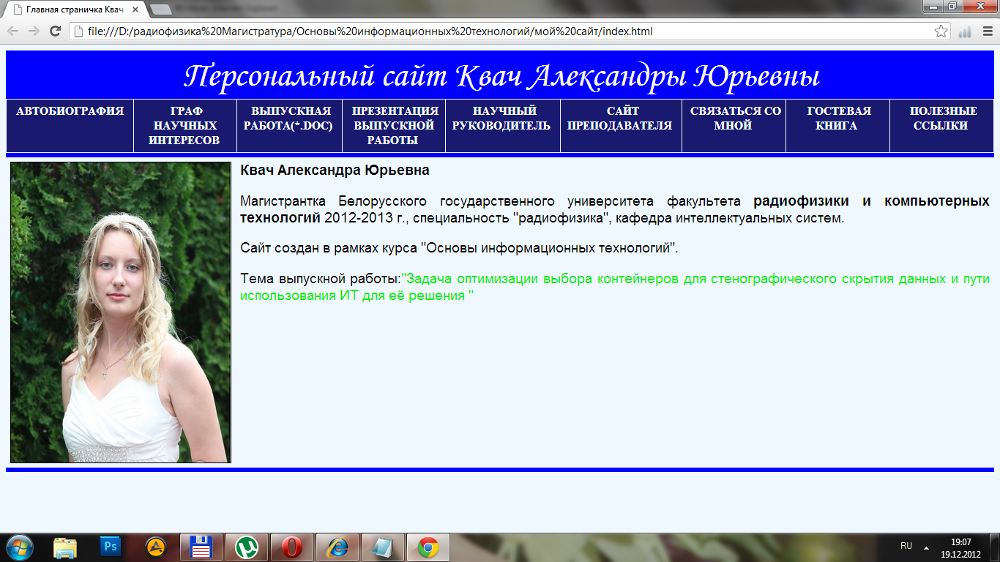 Главная страничка Квач
file:///D:/радиофизика%20Магистратура/Основы%20информационных%20технологий/мой%20сайт/index.html
Персональный сайт Квач Александры Юрьевны
АВТОБИОГРАФИЯ
ГРАФ
НАУЧНЫХ
ИНТЕРЕСОВ
ВЫПУСКНАЯ
РАБОТА(*.DOC)
ПРЕЗЕНТАЦИЯ
ВЫПУСКНОЙ
РАБОТЫ
НАУЧНЫЙ
РУКОВОДИТЕЛЬ
САЙТ
ПРЕПОДАВАТЕЛЯ
СВЯЗАТЬСЯ СО
МНОЙ
ГОСТЕВАЯ
КНИГА
ПОЛЕЗНЫЕ
ССЫЛКИ
Квач Александра Юрьевна
Магистрантка Белорусского государственного университета факультета радиофизики и компьютерных
технологий 2012-2013 г., специальность "радиофизика", кафедра интеллектуальных систем.
Сайт создан в рамках курса "Основы информационных технологий".
Тема выпускной работы:"Задача оптимизации выбора контейнеров для стенографического скрытия данных и пути
использования ИТ для её решения "
Ps
RU
19:07
19.12.2012